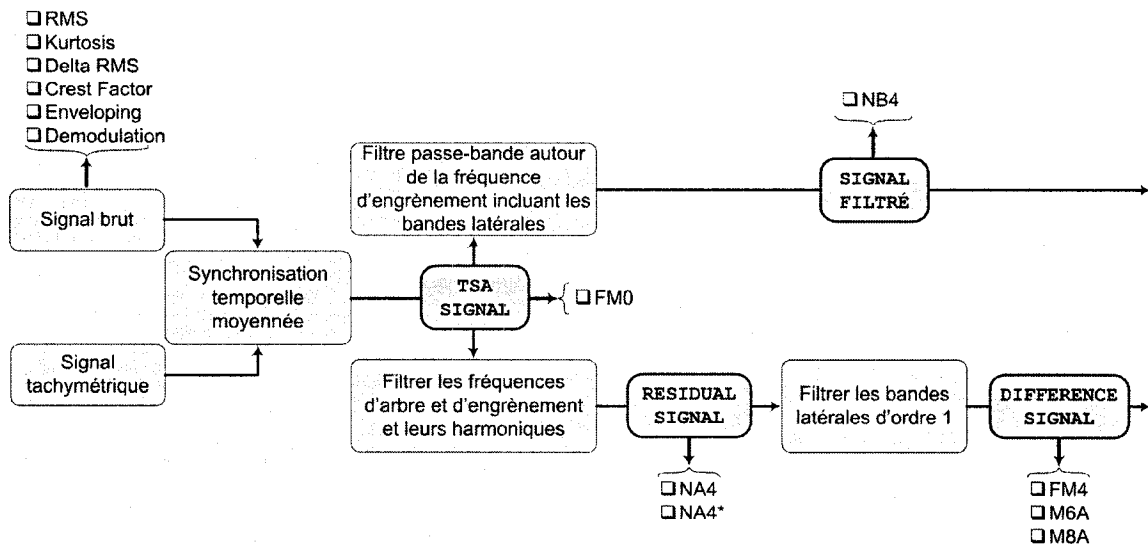 ❑ RMS
❑ Kurtosis
❑ Delta RMS
❑ Crest Factor
❑ Enveloping
❑ Demodulation
Signal brut
Signal
tachymétrique
Synchronisation
temporelle
moyennée
Filtre passe-bande autour
de la fréquence
d'engrènement incluant les
bandes latérales
TSA
SIGNAL
❑ FM0
❑ NB4
SIGNAL
FILTRÉ
Filtrer les fréquences
d'arbre et d'engrènement
et leurs harmoniques
RESIDUAL
SIGNAL
❑ NA4
❑ NA4*
Filtrer les bandes
latérales d'ordre 1
DIFFERENCE
SIGNAL
❑ FM4
❑ M6A
❑ M8A